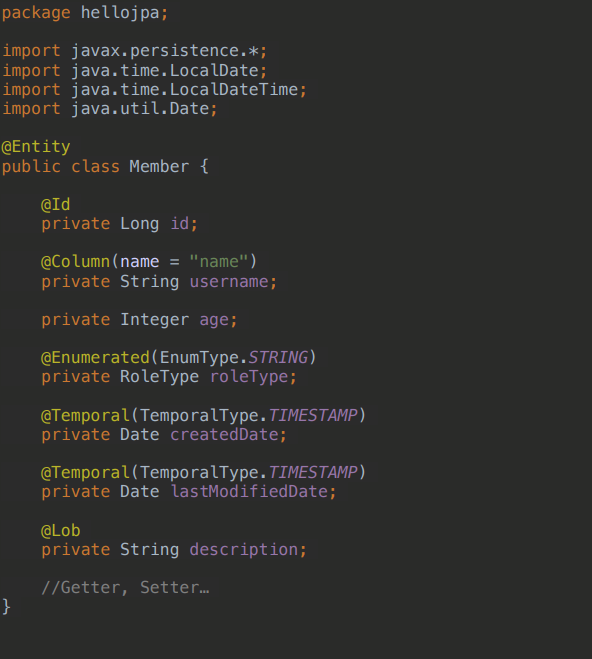 package hellojpa;
import javax.persistence.*;
import java.time.LocalDate;
import java.time.LocalDateTime;
import java.util.Date;
@Entity
public class Member {
@Id
private Long id;
@Column(name = "name")
private String username;
private Integer age;
@Enumerated(EnumType.STRING)
private RoleType roleType;
@Temporal(TemporalType.TIMESTAMP)
private Date createdDate;
@Temporal(TemporalType.TIMESTAMP)
private Date lastModifiedDate;
@Lob
private String description;
//Getter, Setter…
}